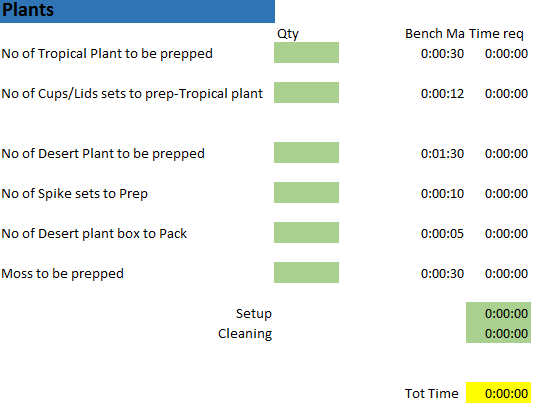 Plants
Qty Bench Ma Time req
No of Tropical Plant to be prepped 0:00:30 0:00:00
No of Cups/Lids sets to prep-Tropical plant 0:00:12 0:00:00
No of Desert Plant to be prepped 0:01:30 0:00:00
No of Spike sets to Prep 0:00:10 0:00:00
No of Desert plant box to Pack 0:00:05 0:00:00
Moss to be prepped 0:00:30 0:00:00
Setup 0:00:00
Cleaning 0:00:00
Tot Time 0:00:00